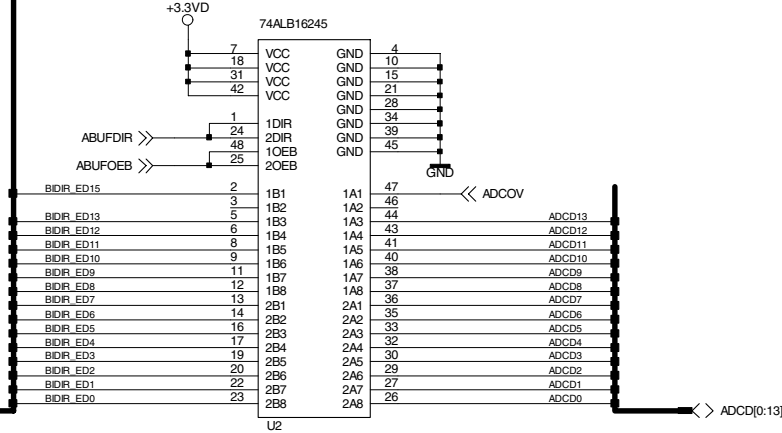 +3.3VD
74ALB16245
7 VCC GND 4
18 VCC GND 10
31 VCC GND 15
42 VCC GND 21
GND 28
1 1DIR GND 34
ABUFDIR 24 2DIR GND 39
48 1OEB GND 45
ABUFOEB 25 2OEB
GND
BIDIR_ED15 2 1B1 1A1 47 ADCOV
3 1B2 1A2 46
BIDIR_ED13 5 1B3 1A3 44 ADCD13
BIDIR_ED12 6 1B4 1A4 43 ADCD12
BIDIR_ED11 8 1B5 1A5 41 ADCD11
BIDIR_ED10 9 1B6 1A6 40 ADCD10
BIDIR_ED9 11 1B7 1A7 38 ADCD9
BIDIR_ED8 12 1B8 1A8 37 ADCD8
BIDIR_ED7 13 2B1 2A1 36 ADCD7
BIDIR_ED6 14 2B2 2A2 35 ADCD6
BIDIR_ED5 16 2B3 2A3 33 ADCD5
BIDIR_ED4 17 2B4 2A4 32 ADCD4
BIDIR_ED3 19 2B5 2A5 30 ADCD3
BIDIR_ED2 20 2B6 2A6 29 ADCD2
BIDIR_ED1 22 2B7 2A7 27 ADCD1
BIDIR_ED0 23 2B8 2A8 26 ADCD0
ADCD[0:13]
U2